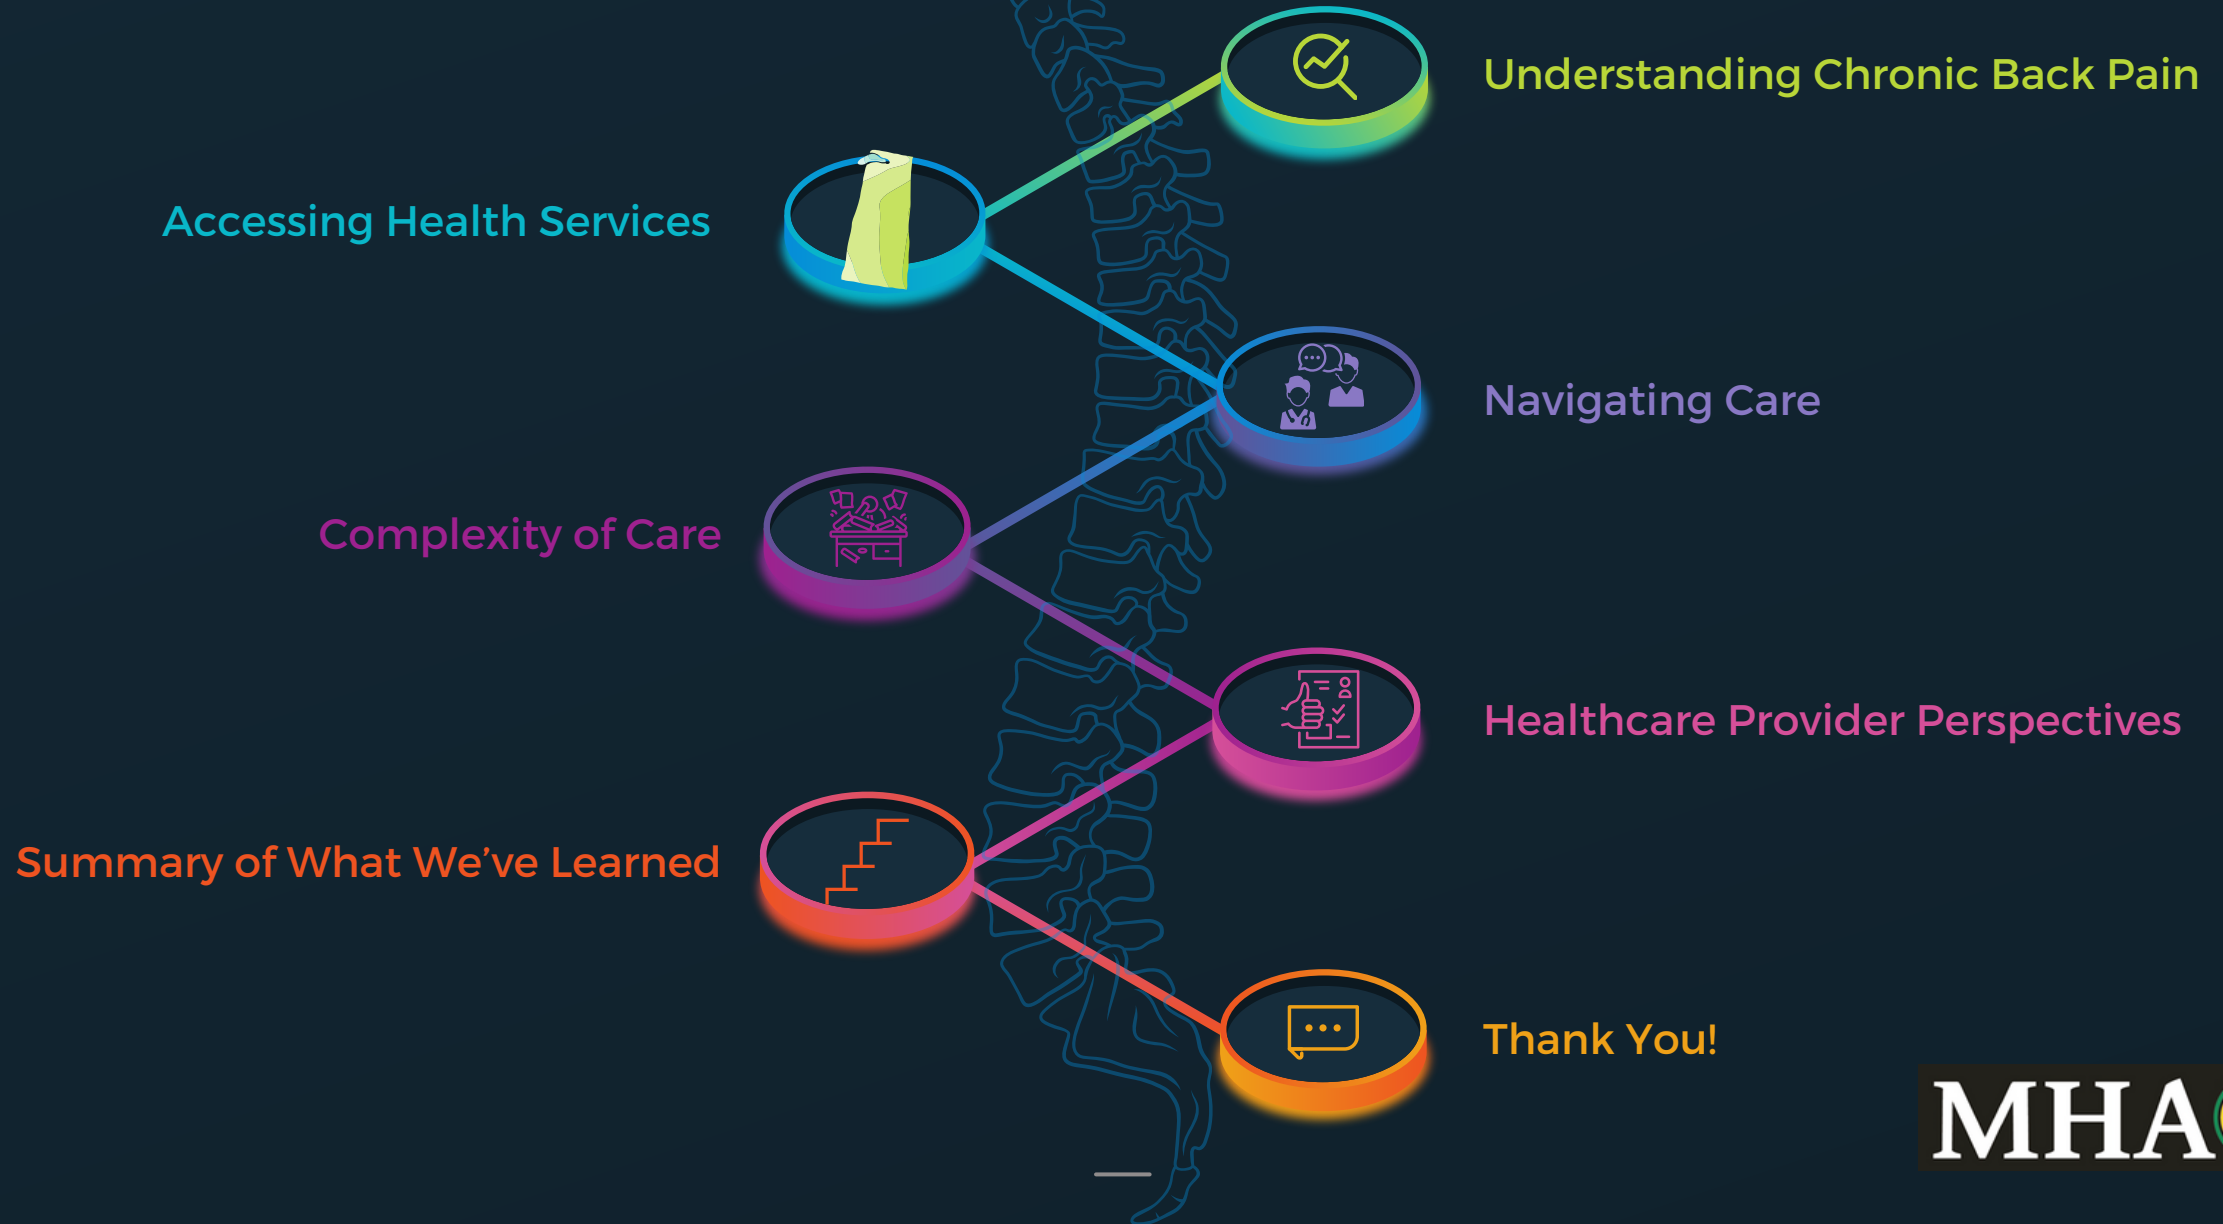 Understanding Chronic Back Pain
Accessing Health Services
Navigating Care
Complexity of Care
Healthcare Provider Perspectives
Summary of What We’ve Learned
Thank You!
MHA